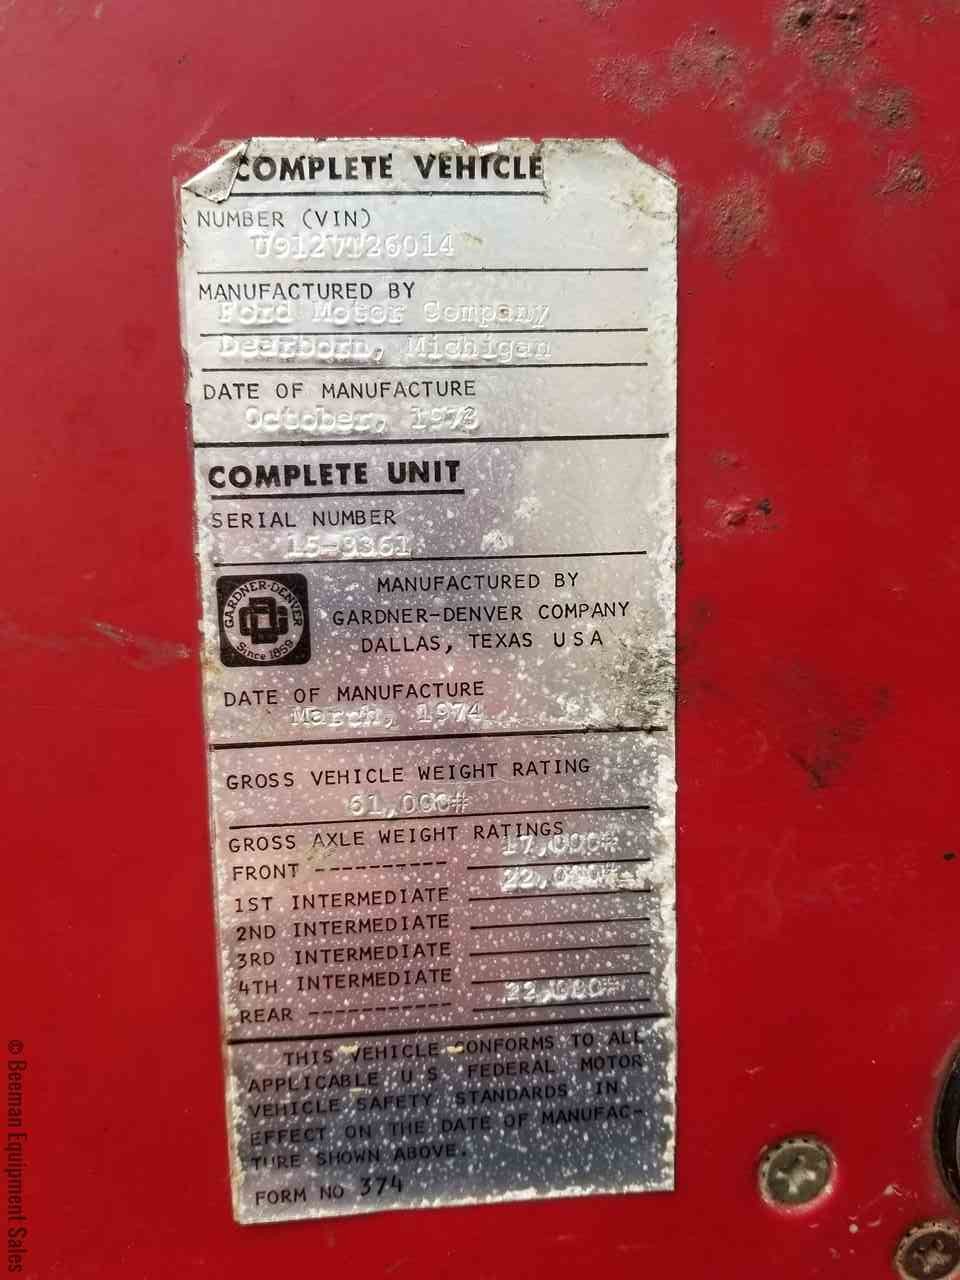 COMPLETE VEHICLE
NUMBER (VIN)
U912VT26014
MANUFACTURED BY
Ford Motor Company
Dearborn, Michigan
DATE OF MANUFACTURE
October, 1973
COMPLETE UNIT
SERIAL NUMBER
15-9361
GARDNER-DENVER
GD
Since 1859
MANUFACTURED BY
GARDNER-DENVER COMPANY
DALLAS, TEXAS USA
DATE OF MANUFACTURE
March, 1974
GROSS VEHICLE WEIGHT RATING
61,000#
GROSS AXLE WEIGHT RATINGS
FRONT ---------- 17,000#
1ST INTERMEDIATE 22,000#
2ND INTERMEDIATE
3RD INTERMEDIATE
4TH INTERMEDIATE
REAR ----------- 22,000#
THIS VEHICLE CONFORMS TO ALL
APPLICABLE U S FEDERAL MOTOR
VEHICLE SAFETY STANDARDS IN
EFFECT ON THE DATE OF MANUFAC-
TURE SHOWN ABOVE.
FORM NO 374
© Beeman Equipment Sales